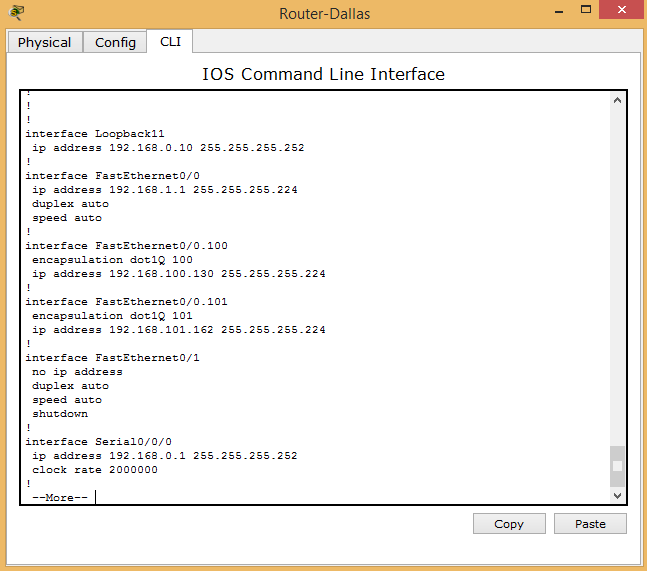 Router-Dallas
Physical
Config
CLI
IOS Command Line Interface
!
!
!
interface Loopback11
 ip address 192.168.0.10 255.255.255.252
!
interface FastEthernet0/0
 ip address 192.168.1.1 255.255.255.224
 duplex auto
 speed auto
!
interface FastEthernet0/0.100
 encapsulation dot1Q 100
 ip address 192.168.100.130 255.255.255.224
!
interface FastEthernet0/0.101
 encapsulation dot1Q 101
 ip address 192.168.101.162 255.255.255.224
!
interface FastEthernet0/1
 no ip address
 duplex auto
 speed auto
 shutdown
!
interface Serial0/0/0
 ip address 192.168.0.1 255.255.255.252
 clock rate 2000000
!
 --More--
Copy
Paste